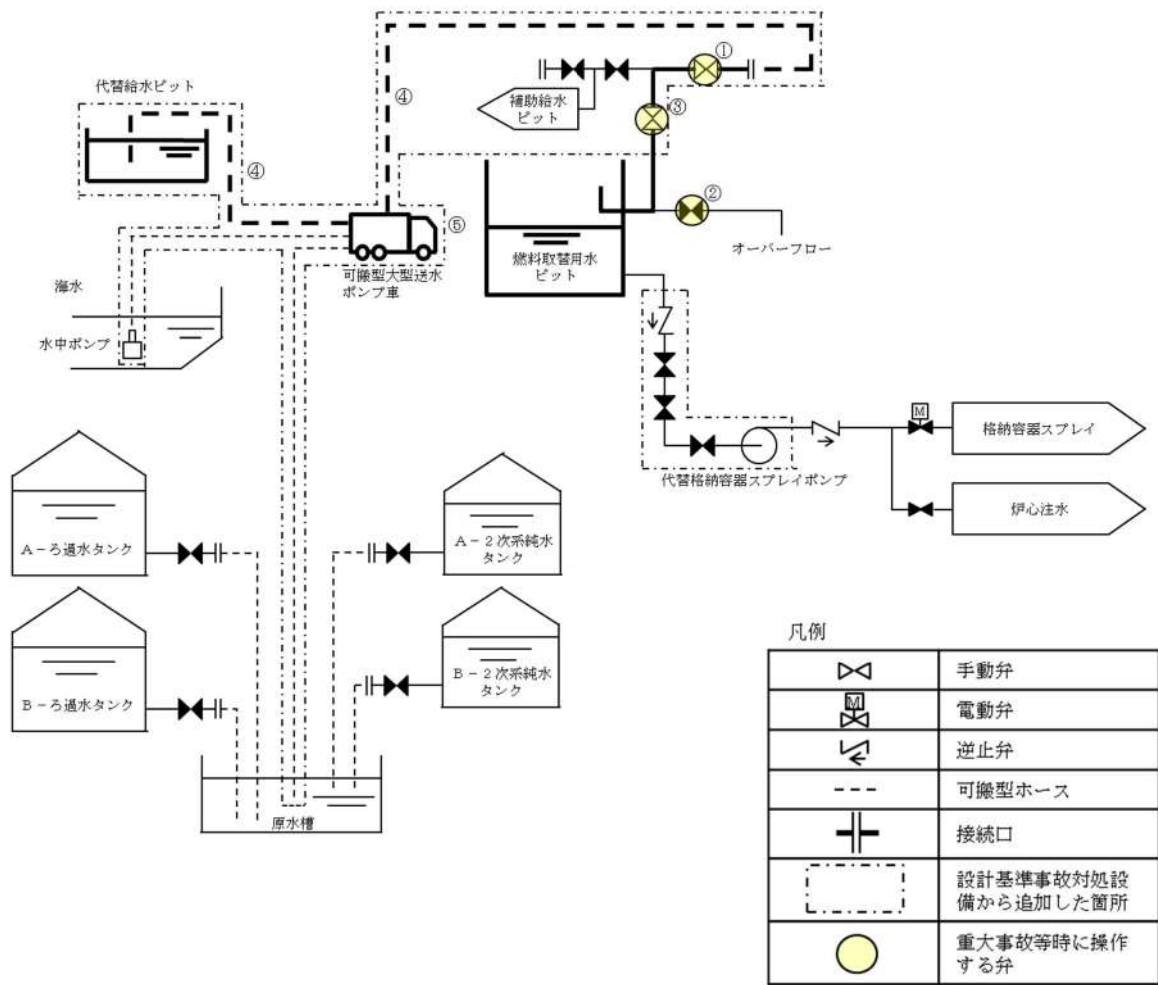 ①
代替給水ピット
④
補助給水
ピット
③
④
②
⑤
オーバーフロー
燃料取替用水
ピット
可搬型大型送水
ポンプ車
海水
水中ポンプ
M
格納容器スプレイ
代替格納容器スプレイポンプ
炉心注水
A-ろ過水タンク
A-2次系純水
タンク
B-ろ過水タンク
B-2次系純水
タンク
原水槽
凡例
手動弁
M
電動弁
逆止弁
可搬型ホース
接続口
設計基準事故対処設
備から追加した箇所
重大事故等時に操作
する弁